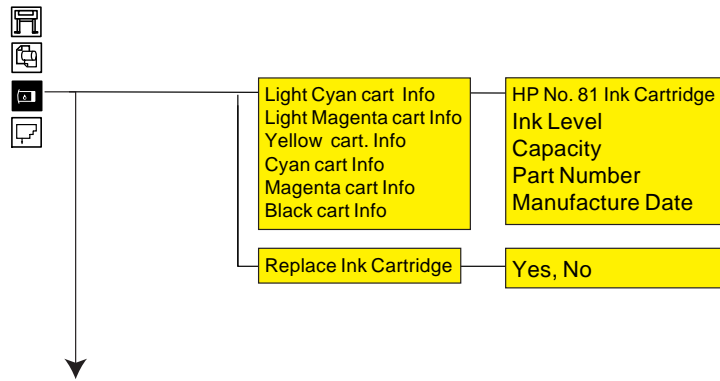 Light Cyan cart Info
Light Magenta cart Info
Yellow cart. Info
Cyan cart Info
Magenta cart Info
Black cart Info
HP No. 81 Ink Cartridge
Ink Level
Capacity
Part Number
Manufacture Date
Replace Ink Cartridge
Yes, No